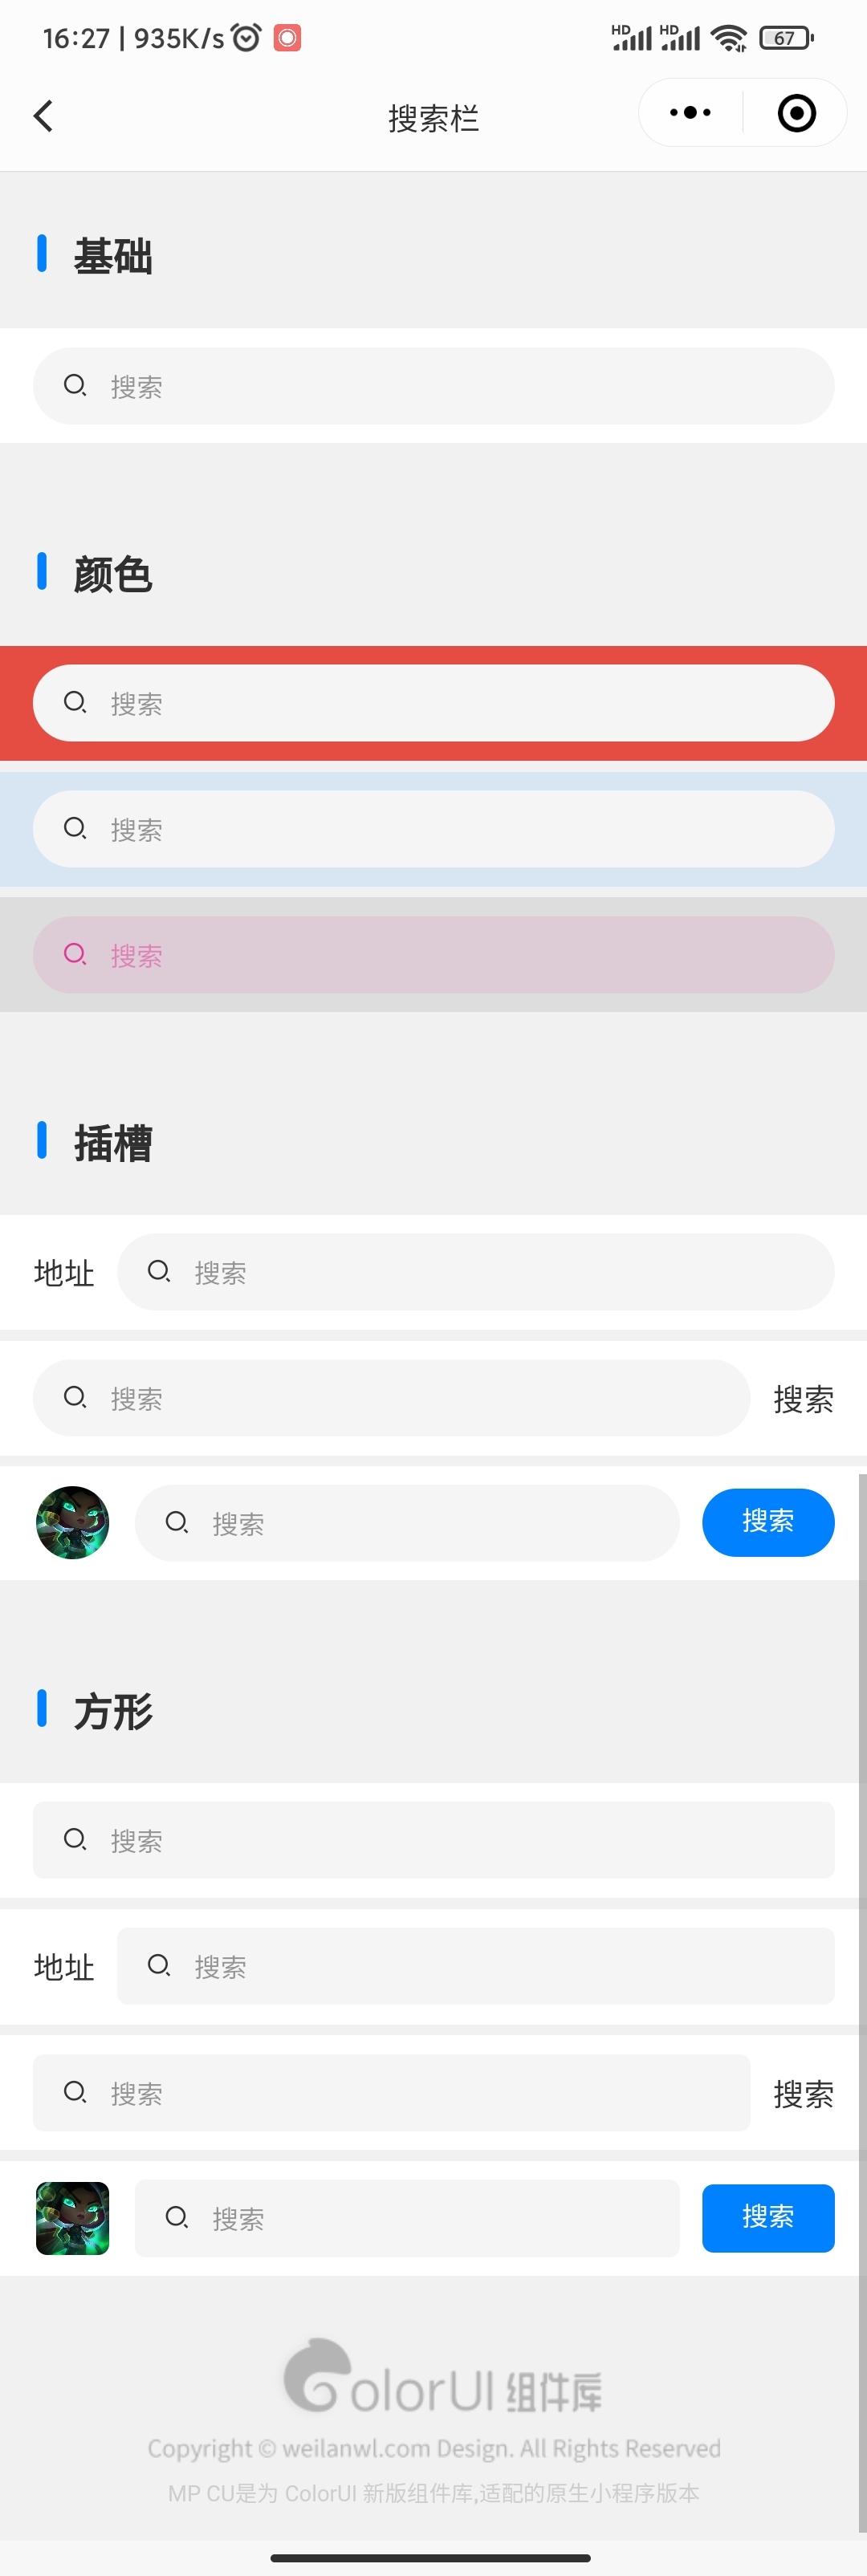 16:27 | 935K/s
HD HD 67
搜索栏
基础
搜索
颜色
搜索
搜索
搜索
插槽
地址 搜索
搜索 搜索
搜索 搜索
方形
搜索
地址 搜索
搜索 搜索
搜索 搜索
ColorUI 组件库
Copyright © weilanwl.com Design. All Rights Reserved
MP CU是为 ColorUI 新版组件库,适配的原生小程序版本